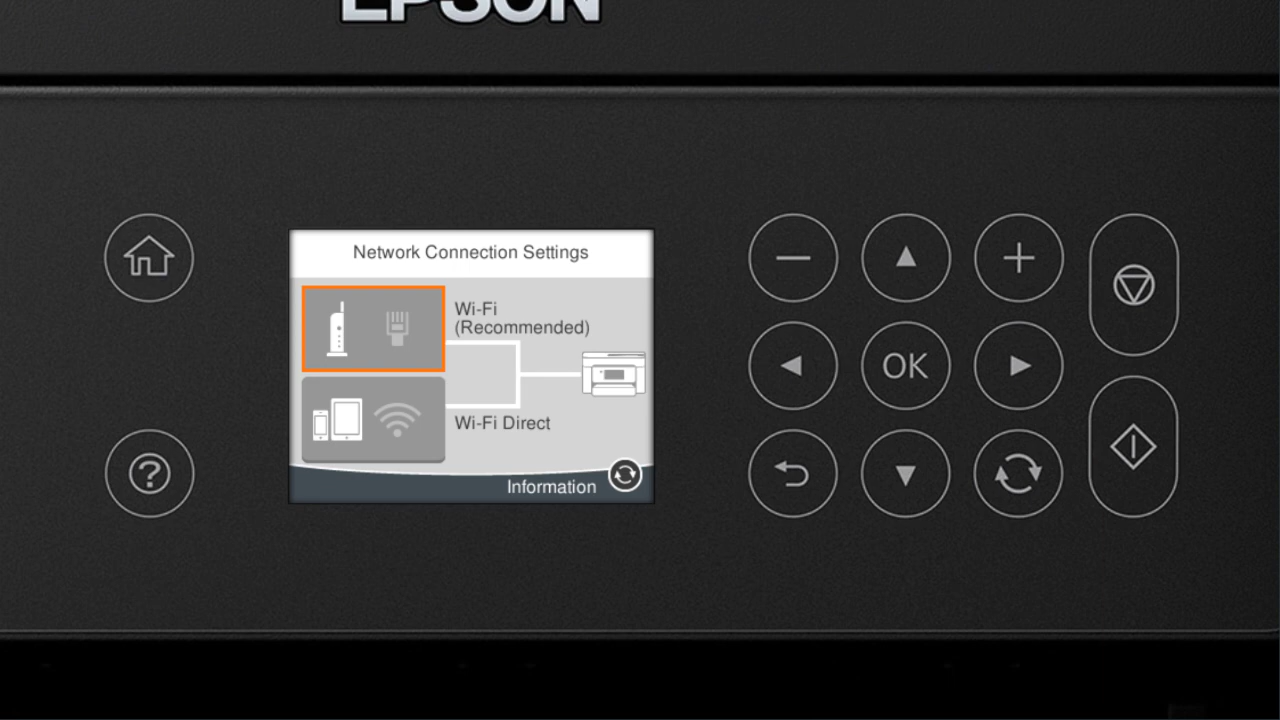 EPSON
Network Connection Settings
Wi-Fi
(Recommended)
Wi-Fi Direct
Information
OK